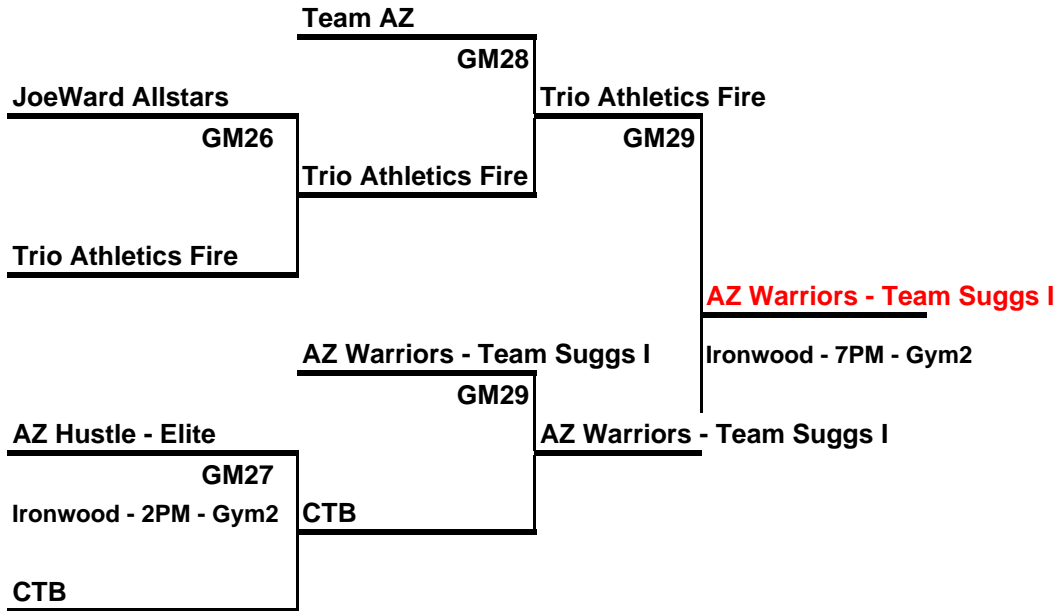 Team AZ
GM28
JoeWard Allstars
Trio Athletics Fire
GM26
GM29
Trio Athletics Fire
Trio Athletics Fire
AZ Warriors - Team Suggs I
AZ Warriors - Team Suggs I
Ironwood - 7PM - Gym2
GM29
AZ Hustle - Elite
AZ Warriors - Team Suggs I
GM27
Ironwood - 2PM - Gym2
CTB
CTB